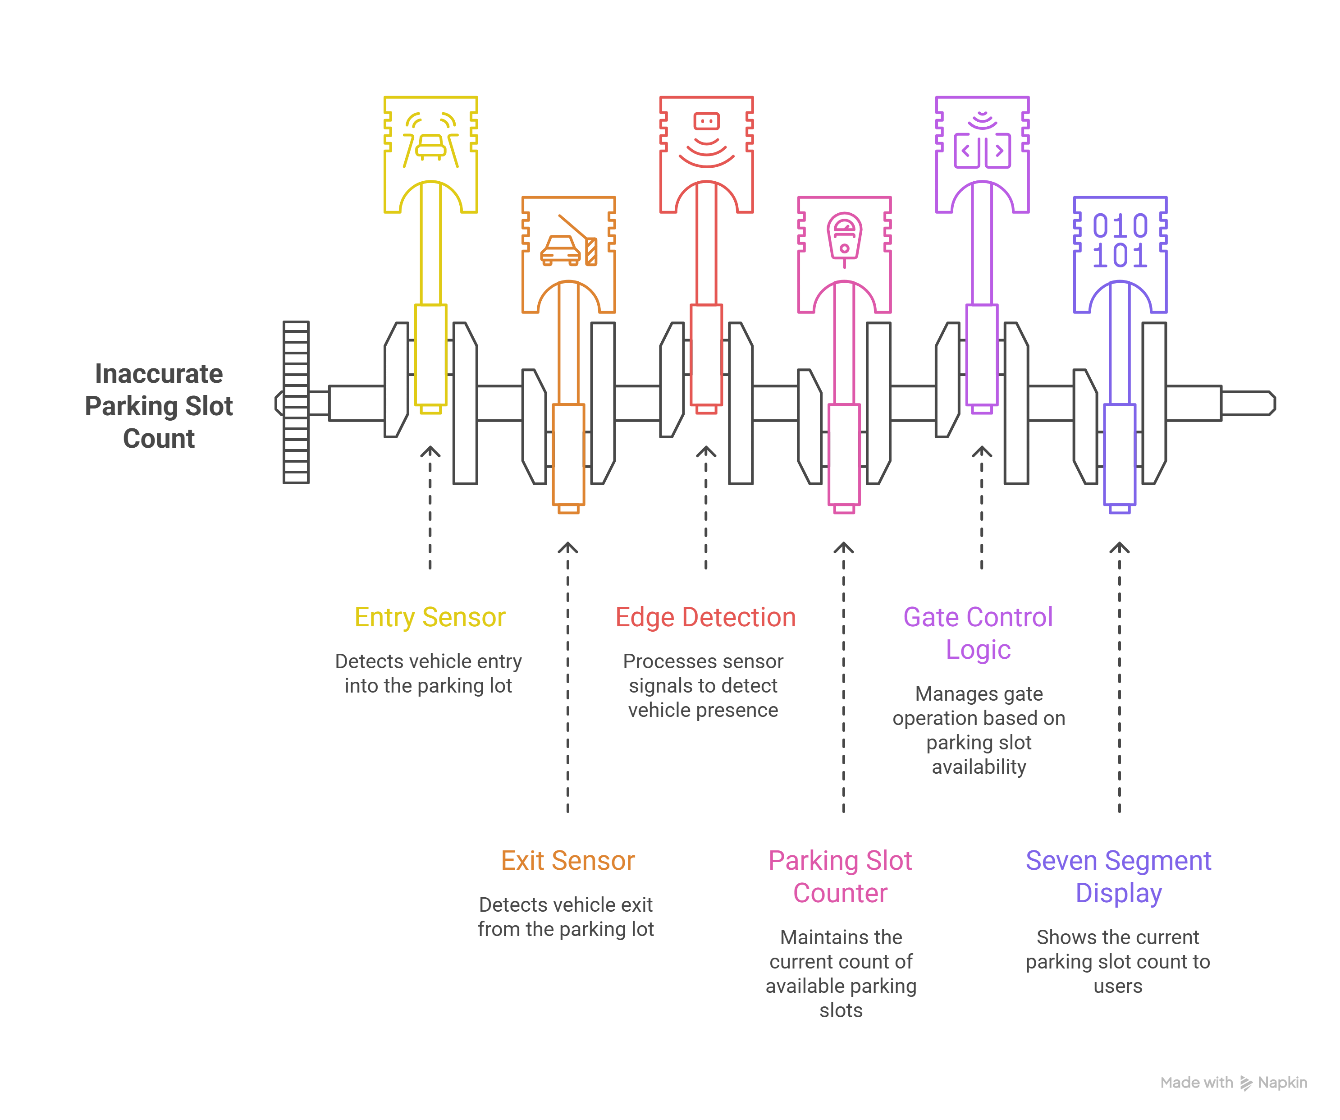 010
101
Inaccurate
Parking Slot
Count
Entry Sensor
Detects vehicle entry
into the parking lot
Edge Detection
Processes sensor
signals to detect
vehicle presence
Gate Control
Logic
Manages gate
operation based on
parking slot
availability
Exit Sensor
Detects vehicle exit
from the parking lot
Parking Slot
Counter
Maintains the
current count of
available parking
slots
Seven Segment
Display
Shows the current
parking slot count to
users
Made with Napkin